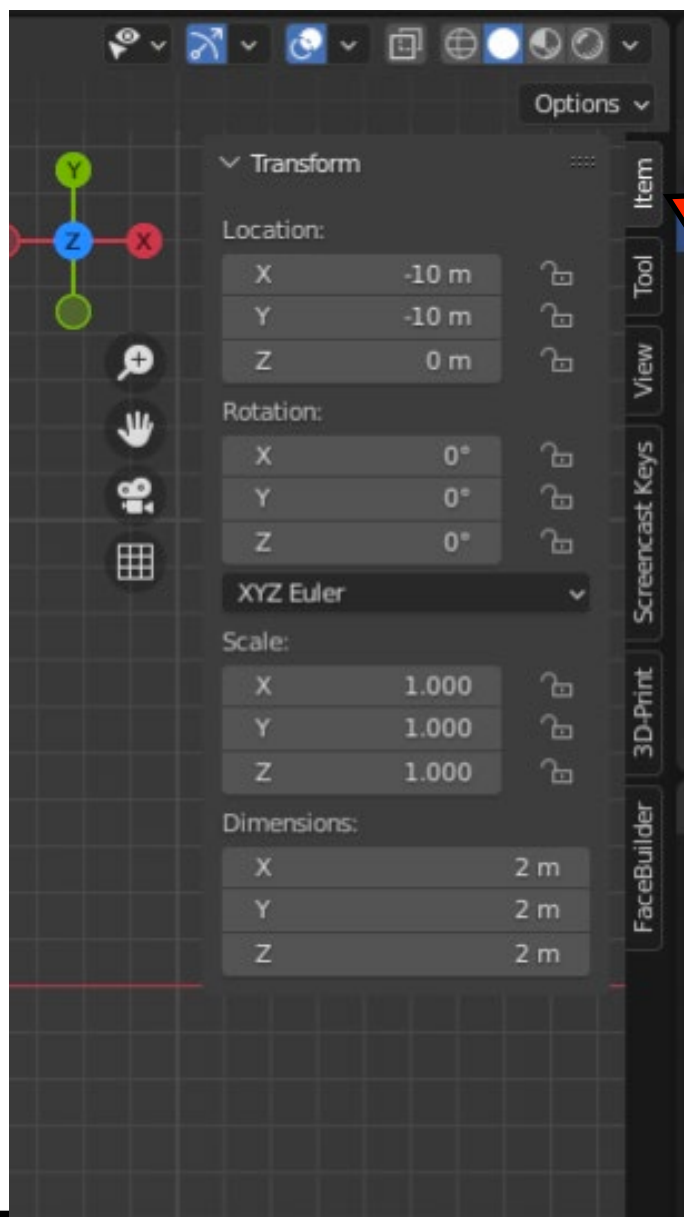 Options
Y
Z
X
Transform
Location:
X -10 m
Y -10 m
Z 0 m
Rotation:
X 0°
Y 0°
Z 0°
XYZ Euler
Scale:
X 1.000
Y 1.000
Z 1.000
Dimensions:
X 2 m
Y 2 m
Z 2 m
Item
Tool
View
Screencast Keys
3D-Print
FaceBuilder